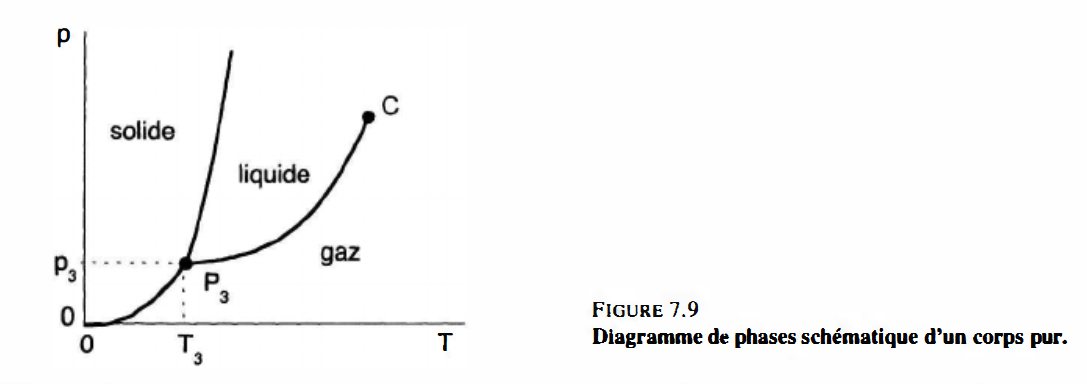 p
C
solide
liquide
gaz
p₃
P₃
0
0
T₃
T
FIGURE 7.9
Diagramme de phases schématique d'un corps pur.